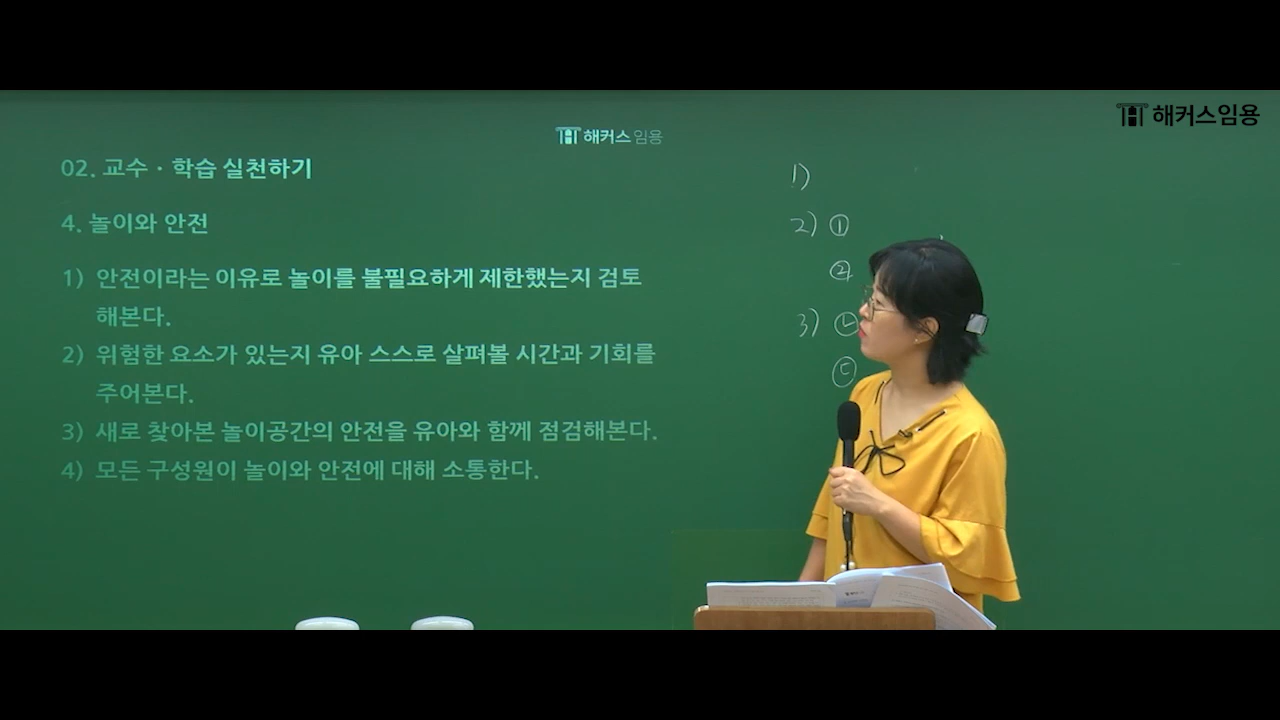 해커스임용
해커스임용
02. 교수 · 학습 실천하기
4. 놀이와 안전
1) 안전이라는 이유로 놀이를 불필요하게 제한했는지 검토
해본다.
2) 위험한 요소가 있는지 유아 스스로 살펴볼 시간과 기회를
주어본다.
3) 새로 찾아본 놀이공간의 안전을 유아와 함께 점검해본다.
4) 모든 구성원이 놀이와 안전에 대해 소통한다.
1)
2) ①
②
3) ㉡
㉢